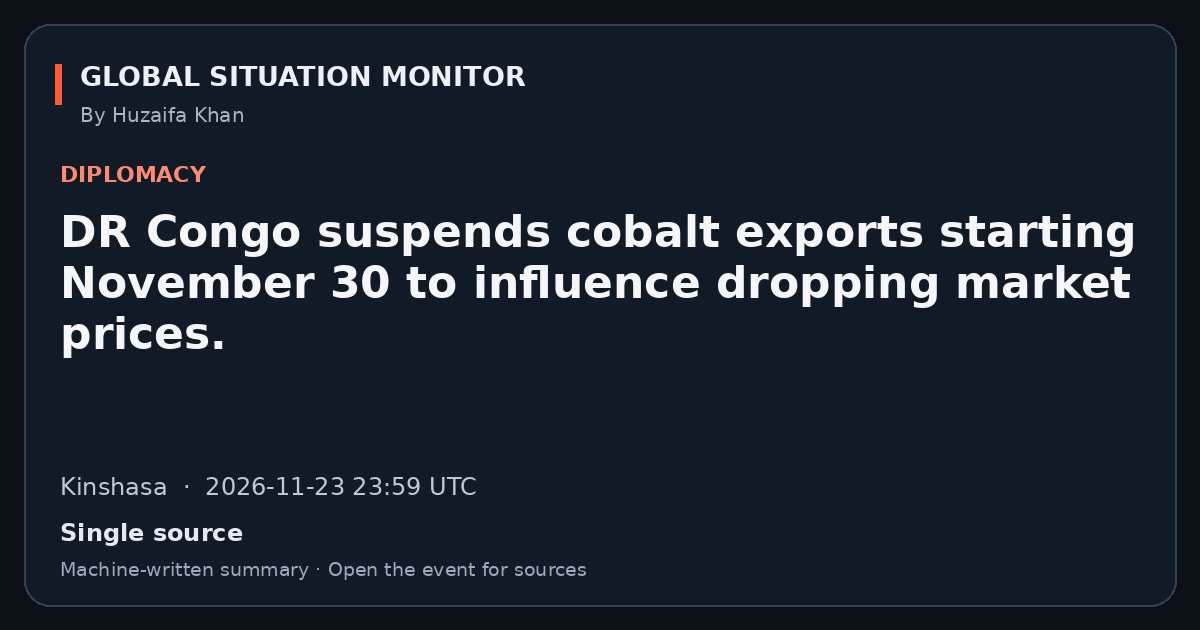 GLOBAL SITUATION MONITOR
By Huzaifa Khan
DIPLOMACY
DR Congo suspends cobalt exports starting
November 30 to influence dropping market
prices.
Kinshasa · 2026-11-23 23:59 UTC
Single source
Machine-written summary · Open the event for sources